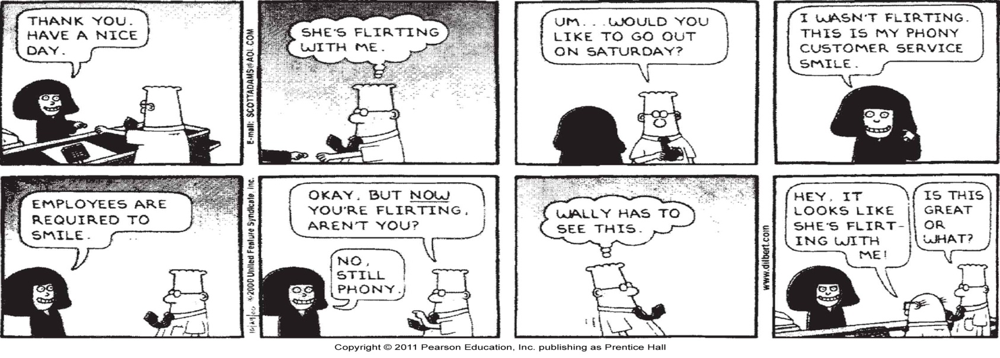 THANK YOU.
HAVE A NICE
DAY.
E-mail: SCOTTADAMS@AOL.COM
SHE'S FLIRTING
WITH ME.
UM...WOULD YOU
LIKE TO GO OUT
ON SATURDAY?
I WASN'T FLIRTING.
THIS IS MY PHONY
CUSTOMER SERVICE
SMILE.
EMPLOYEES ARE
REQUIRED TO
SMILE.
10/29/00 © 2000 United Feature Syndicate, Inc.
OKAY, BUT NOW
YOU'RE FLIRTING,
AREN'T YOU?
NO,
STILL
PHONY.
WALLY HAS TO
SEE THIS.
www.dilbert.com
HEY, IT
LOOKS LIKE
SHE'S FLIRT-
ING WITH
ME!
IS THIS
GREAT
OR
WHAT?
Copyright © 2011 Pearson Education, Inc. publishing as Prentice Hall